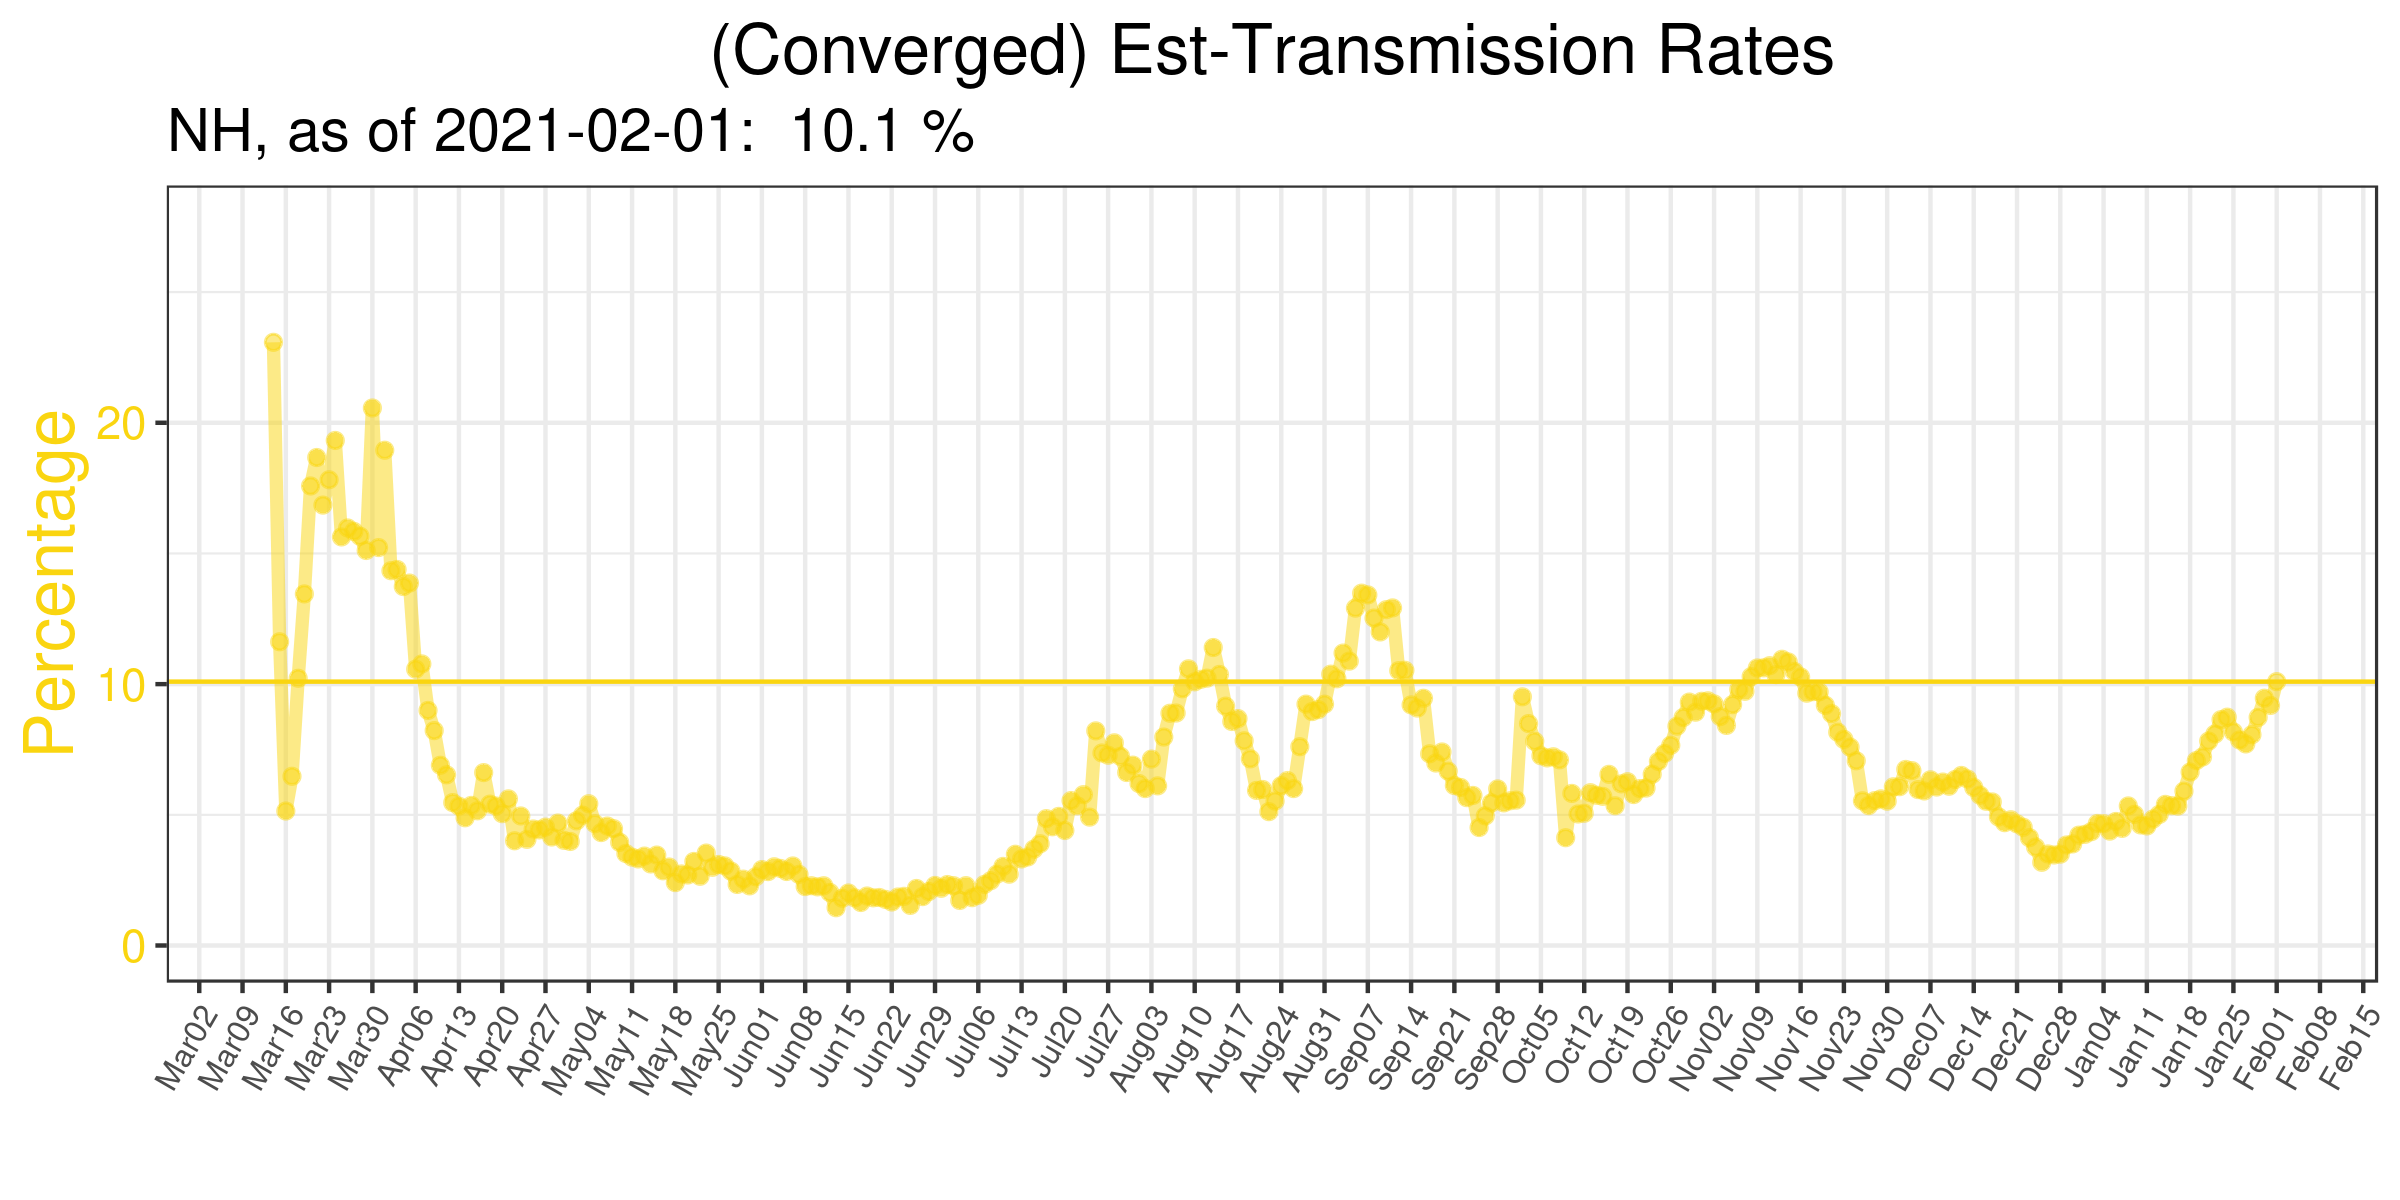 (Converged) Est-Transmission Rates
NH, as of 2021-02-01:  10.1 %
Percentage
20
10
0
Mar02
Mar09
Mar16
Mar23
Mar30
Apr06
Apr13
Apr20
Apr27
May04
May11
May18
May25
Jun01
Jun08
Jun15
Jun22
Jun29
Jul06
Jul13
Jul20
Jul27
Aug03
Aug10
Aug17
Aug24
Aug31
Sep07
Sep14
Sep21
Sep28
Oct05
Oct12
Oct19
Oct26
Nov02
Nov09
Nov16
Nov23
Nov30
Dec07
Dec14
Dec21
Dec28
Jan04
Jan11
Jan18
Jan25
Feb01
Feb08
Feb15